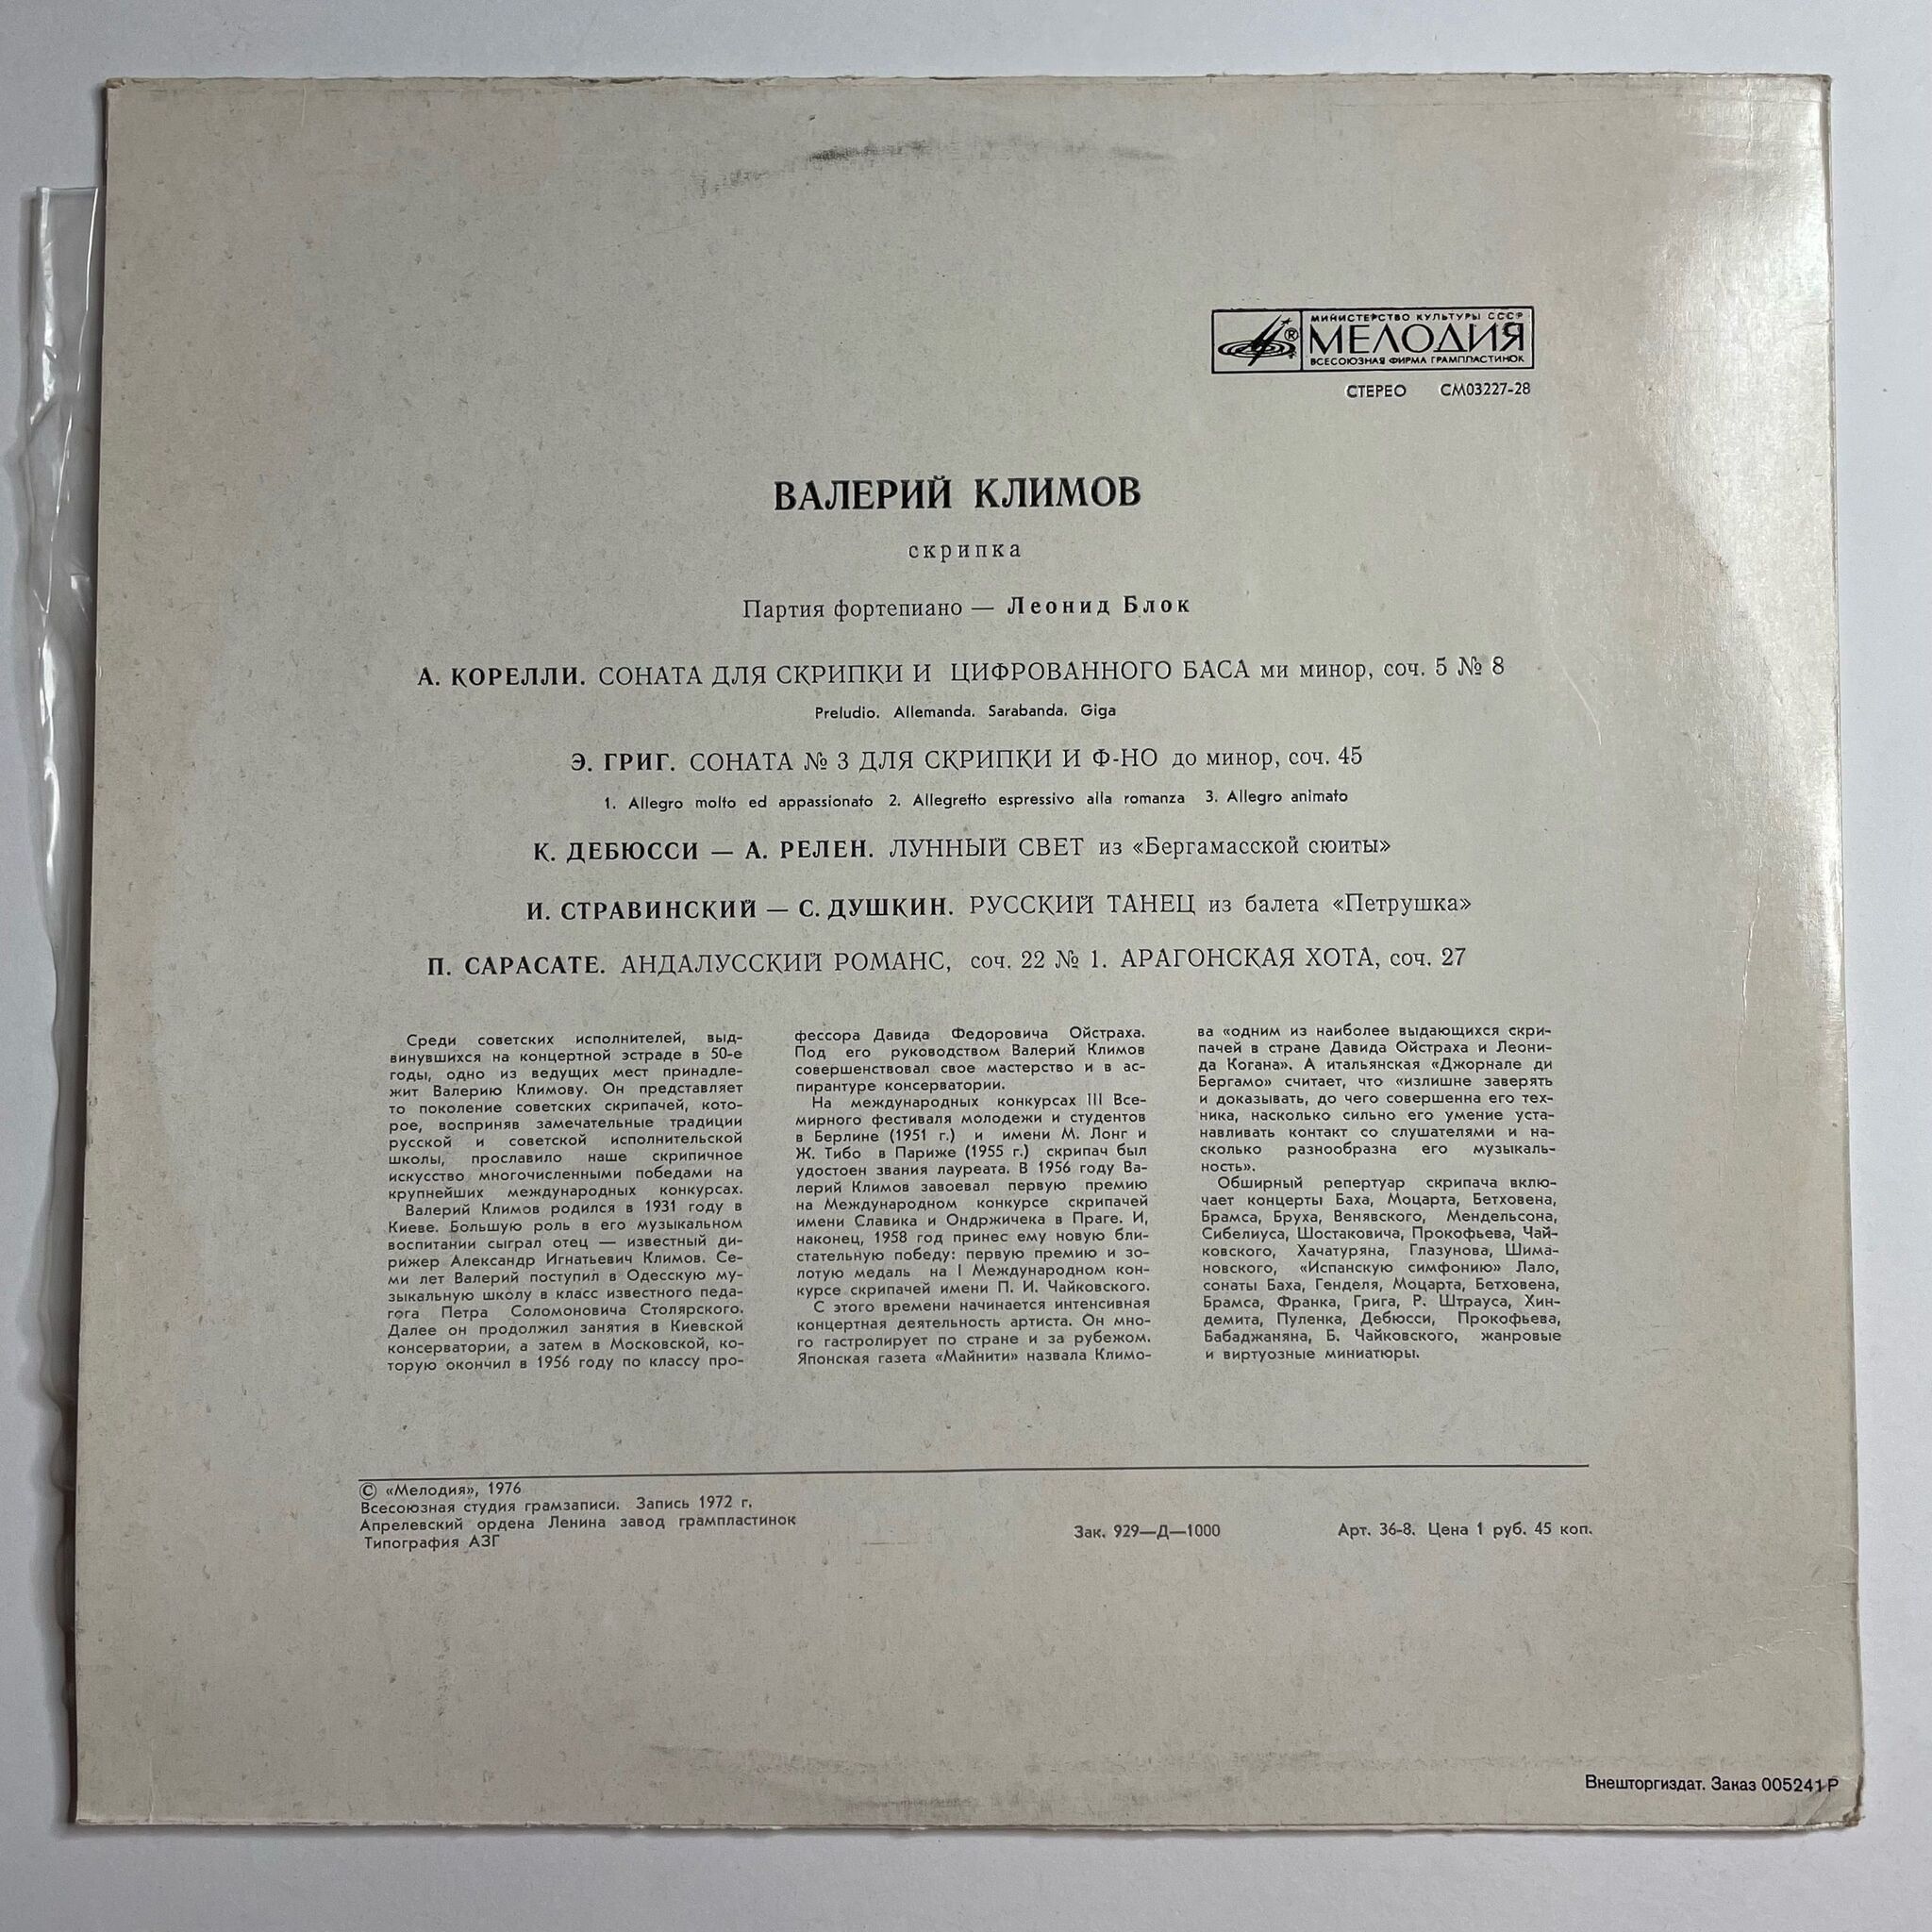 МИНИСТЕРСТВО КУЛЬТУРЫ СССР
МЕЛОДИЯ
ВСЕСОЮЗНАЯ ФИРМА ГРАМПЛАСТИНОК
СТЕРЕО СМ03227-28
ВАЛЕРИЙ КЛИМОВ
скрипка
Партия фортепиано — Леонид Блок
А. КОРЕЛЛИ. СОНАТА ДЛЯ СКРИПКИ И ЦИФРОВАННОГО БАСА ми минор, соч. 5 № 8
Preludio. Allemanda. Sarabanda. Giga
Э. ГРИГ. СОНАТА № 3 ДЛЯ СКРИПКИ И Ф-НО до минор, соч. 45
1. Allegro molto ed appassionato 2. Allegretto espressivo alla romanza 3. Allegro animato
К. ДЕБЮССИ — А. РЕЛЕН. ЛУННЫЙ СВЕТ из «Бергамасской сюиты»
И. СТРАВИНСКИЙ — С. ДУШКИН. РУССКИЙ ТАНЕЦ из балета «Петрушка»
П. САРАСАТЕ. АНДАЛУССКИЙ РОМАНС, соч. 22 № 1. АРАГОНСКАЯ ХОТА, соч. 27
Среди советских исполнителей, выд-
винувшихся на концертной эстраде в 50-е
годы, одно из ведущих мест принадле-
жит Валерию Климову. Он представляет
то поколение советских скрипачей, кото-
рое, восприняв замечательные традиции
русской и советской исполнительской
школы, прославило наше скрипичное
искусство многочисленными победами на
крупнейших международных конкурсах.
Валерий Климов родился в 1931 году в
Киеве. Большую роль в его музыкальном
воспитании сыграл отец — известный ди-
рижер Александр Игнатьевич Климов. Се-
ми лет Валерий поступил в Одесскую му-
зыкальную школу в класс известного педа-
гога Петра Соломоновича Столярского.
Далее он продолжил занятия в Киевской
консерватории, а затем в Московской, ко-
торую окончил в 1956 году по классу про-
фессора Давида Федоровича Ойстраха.
Под его руководством Валерий Климов
совершенствовал свое мастерство и в ас-
пирантуре консерватории.
На международных конкурсах III Все-
мирного фестиваля молодежи и студентов
в Берлине (1951 г.) и имени М. Лонг и
Ж. Тибо в Париже (1955 г.) скрипач был
удостоен звания лауреата. В 1956 году Ва-
лерий Климов завоевал первую премию
на Международном конкурсе скрипачей
имени Славика и Ондржичека в Праге. И,
наконец, 1958 год принес ему новую бли-
стательную победу: первую премию и зо-
лотую медаль на I Международном кон-
курсе скрипачей имени П. И. Чайковского.
С этого времени начинается интенсивная
концертная деятельность артиста. Он мно-
го гастролирует по стране и за рубежом.
Японская газета «Майнити» назвала Климо-
ва «одним из наиболее выдающихся скри-
пачей в стране Давида Ойстраха и Леони-
да Когана». А итальянская «Джорнале ди
Бергамо» считает, что «излишне заверять
и доказывать, до чего совершенна его тех-
ника, насколько сильно его умение уста-
навливать контакт со слушателями и на-
сколько разнообразна его музыкаль-
ность».
Обширный репертуар скрипача вклю-
чает концерты Баха, Моцарта, Бетховена,
Брамса, Бруха, Венявского, Мендельсона,
Сибелиуса, Шостаковича, Прокофьева, Чай-
ковского, Хачатуряна, Глазунова, Шима-
новского, «Испанскую симфонию» Лало,
сонаты Баха, Генделя, Моцарта, Бетховена,
Брамса, Франка, Грига, Р. Штрауса, Хин-
демита, Пуленка, Дебюсси, Прокофьева,
Бабаджаняна, Б. Чайковского, жанровые
и виртуозные миниатюры.
© «Мелодия», 1976
Всесоюзная студия грамзаписи. Запись 1972 г.
Апрелевский ордена Ленина завод грампластинок
Типография АЗГ
Зак. 929—Д—1000
Арт. 36-8. Цена 1 руб. 45 коп.
Внешторгиздат. Заказ 005241Р